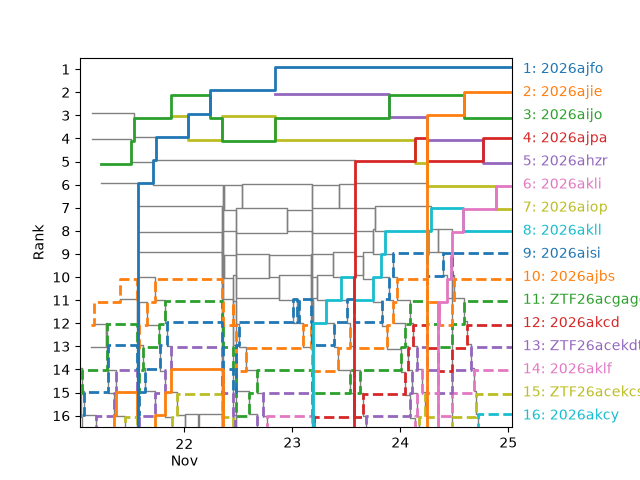 1
2
3
4
5
6
7
8
9
10
11
12
13
14
15
16
Rank
22
23
24
25
Nov
1: 2026ajfo
2: 2026ajie
3: 2026aijo
4: 2026ajpa
5: 2026ahzr
6: 2026akli
7: 2026aiop
8: 2026akll
9: 2026aisi
10: 2026ajbs
11: ZTF26acgag
12: 2026akcd
13: ZTF26acekdt
14: 2026aklf
15: ZTF26acekcs
16: 2026akcy